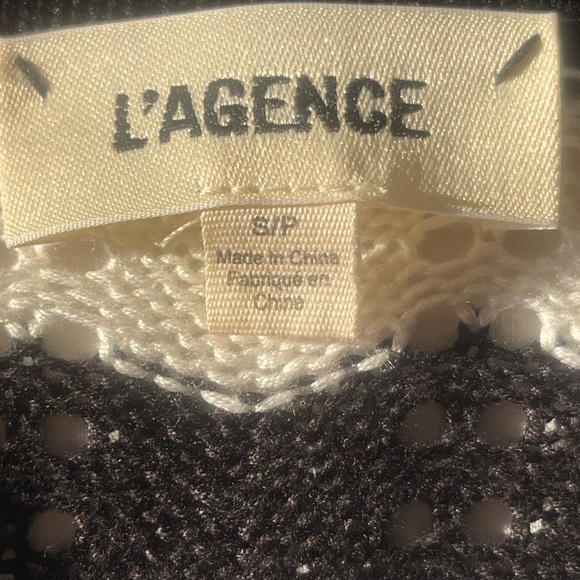 L'AGENCE
S/P
Made in China
Fabriqué en
Chine